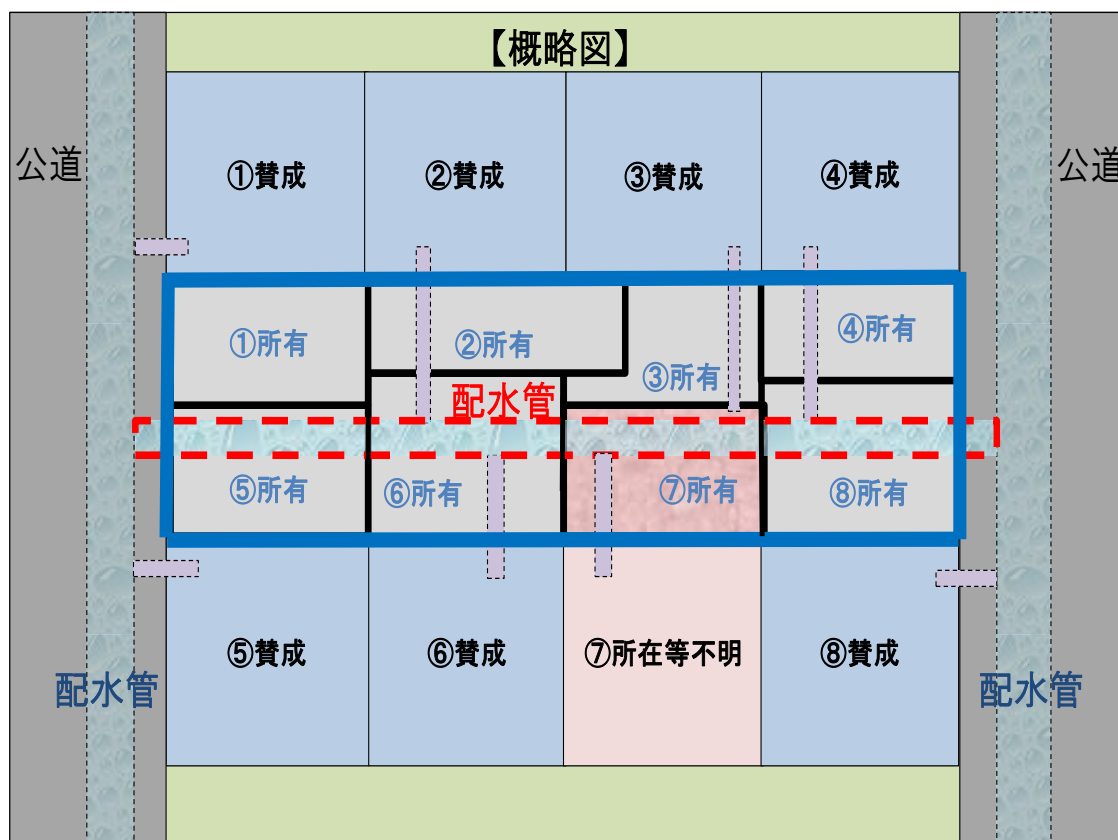 【概略図】
公道
①賛成
②賛成
③賛成
④賛成
公道
①所有
②所有
③所有
④所有
配水管
⑤所有
⑥所有
⑦所有
⑧所有
⑤賛成
⑥賛成
⑦所在等不明
⑧賛成
配水管
配水管